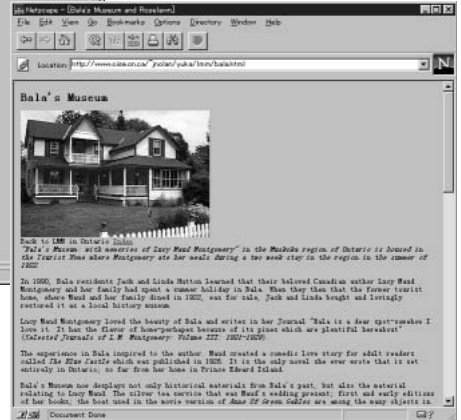 Netscape - [Bala's Museum and Roselawn]
File Edit View Go Bookmarks Options Directory Window Help
Location: http://www.cisa.on.ca/~jnolan/yuka/lmm/bala.html
N
Bala's Museum
Back to LMM in Ontario Index
"Bala's Museum: with memories of Lucy Maud Montgomery" in the Muskoka region of Ontario is housed in
the Tourist Home where Montgomery ate her meals during a two week stay in the region in the summer of
1922
In 1990, Bala residents Jack and Linda Hutton learned that their beloved Canadian author Lucy Maud
Montgomery and her family had spent a summer holiday in Bala. When they then that the former tourist
home, where Maud and her family dined in 1922, was for sale, Jack and Linda bought and lovingly
restored it as a local history museum
Lucy Maud Montgomery loved the beauty of Bala and writes in her Journal "Bala is a dear spot-somehow I
love it. It has the flavor of home-perhaps because of its pines which are plentiful hereabout"
(Selected Journals of L.M. Montgomery: Volume III: 1921-1929)
The experience in Bala inspired to the author. Maud created a comedic love story for adult readers
called The Blue Castle which was published in 1926. It is the only novel she ever wrote that is set
entirely in Ontario, so far from her home in Prince Edward Island.
Bala's Museum now desplays not only historical materials from Bala's past, but also the material
relating to Lucy Maud. The silver tea service that was Maud's wedding present; first and early editions
of her books; the boat used in the movie version of Anne Of Green Gables are among the many objects in
Document Done